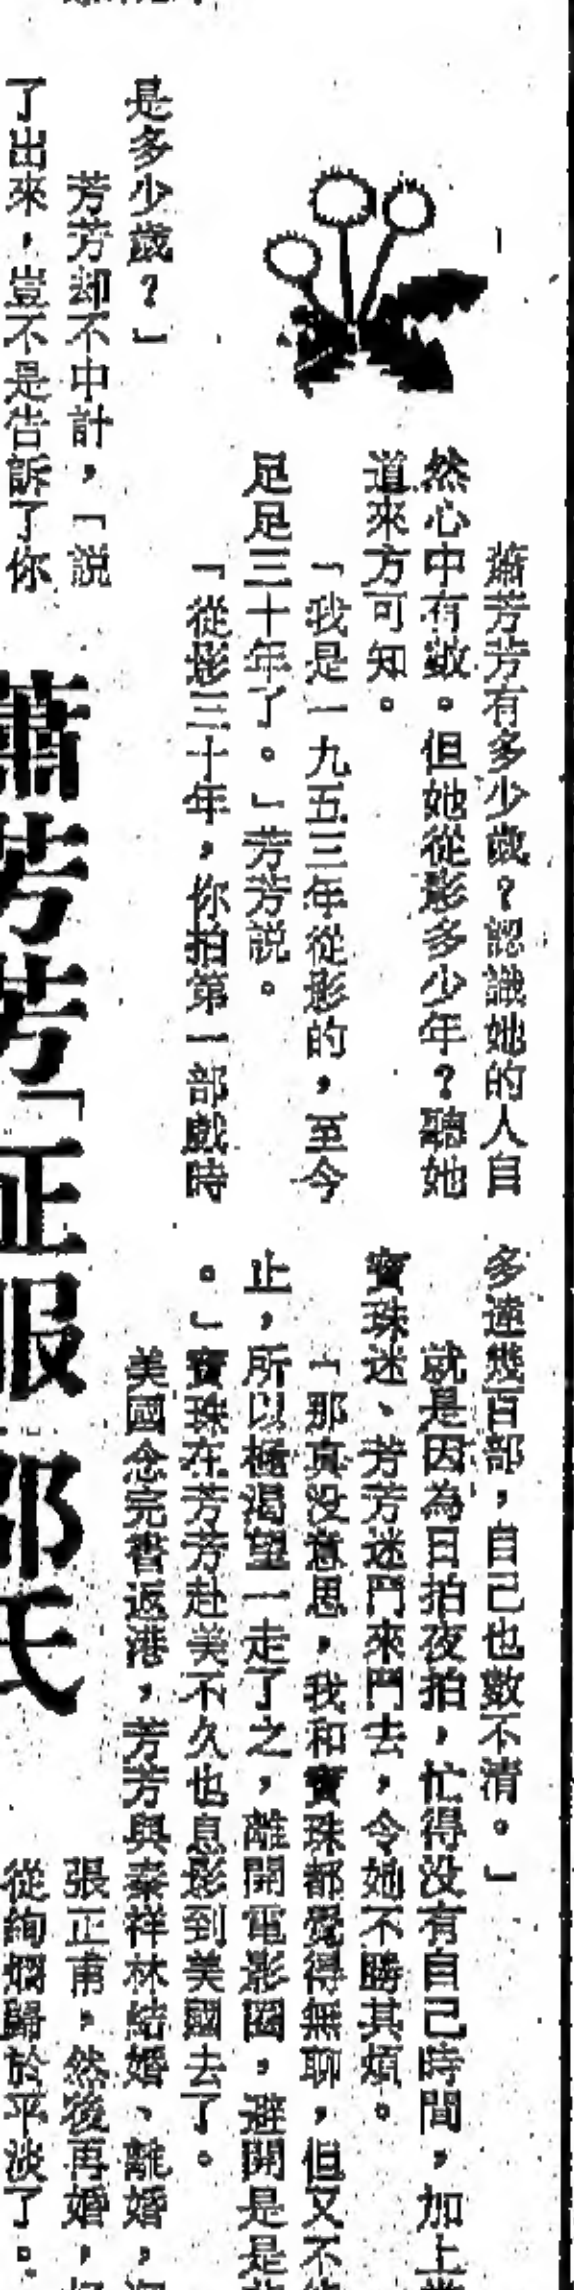 蕭芳芳有多少歲？認識她的人自
然心中有數。但她從影多少年？聽她
道來方可知。
「我是一九五三年從影的，至今
足足三十年了。」芳芳説。
「從影三十年，你拍第一部戲時
是多少歲？」
芳芳却不中計，「説
了出來，豈不是告訴了你
蕭芳芳「征服」邵氏
多達幾百部，自己也數不清。」
就是因為日拍夜拍，忙得没有自己時間，加上
寶珠迷、芳芳迷鬥來鬥去，令她不勝其煩。
「那真没意思，我和寶珠都覺得無聊，但又不
止，所以極渴望一走了之，離開電影圈，避開是是
。」寶珠在芳芳赴美不久也息影到美國去了。
美國念完書返港，芳芳與秦祥林結婚、離婚，
張正甫，然後再婚，
從絢爛歸於平淡了。